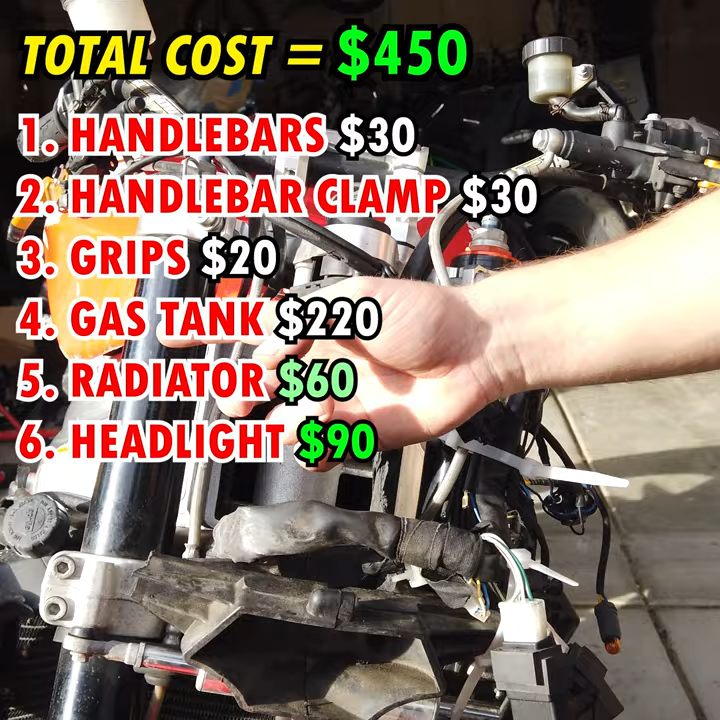 TOTAL COST = $450
1. HANDLEBARS $30
2. HANDLEBAR CLAMP $30
3. GRIPS $20
4. GAS TANK $220
5. RADIATOR $60
6. HEADLIGHT $90